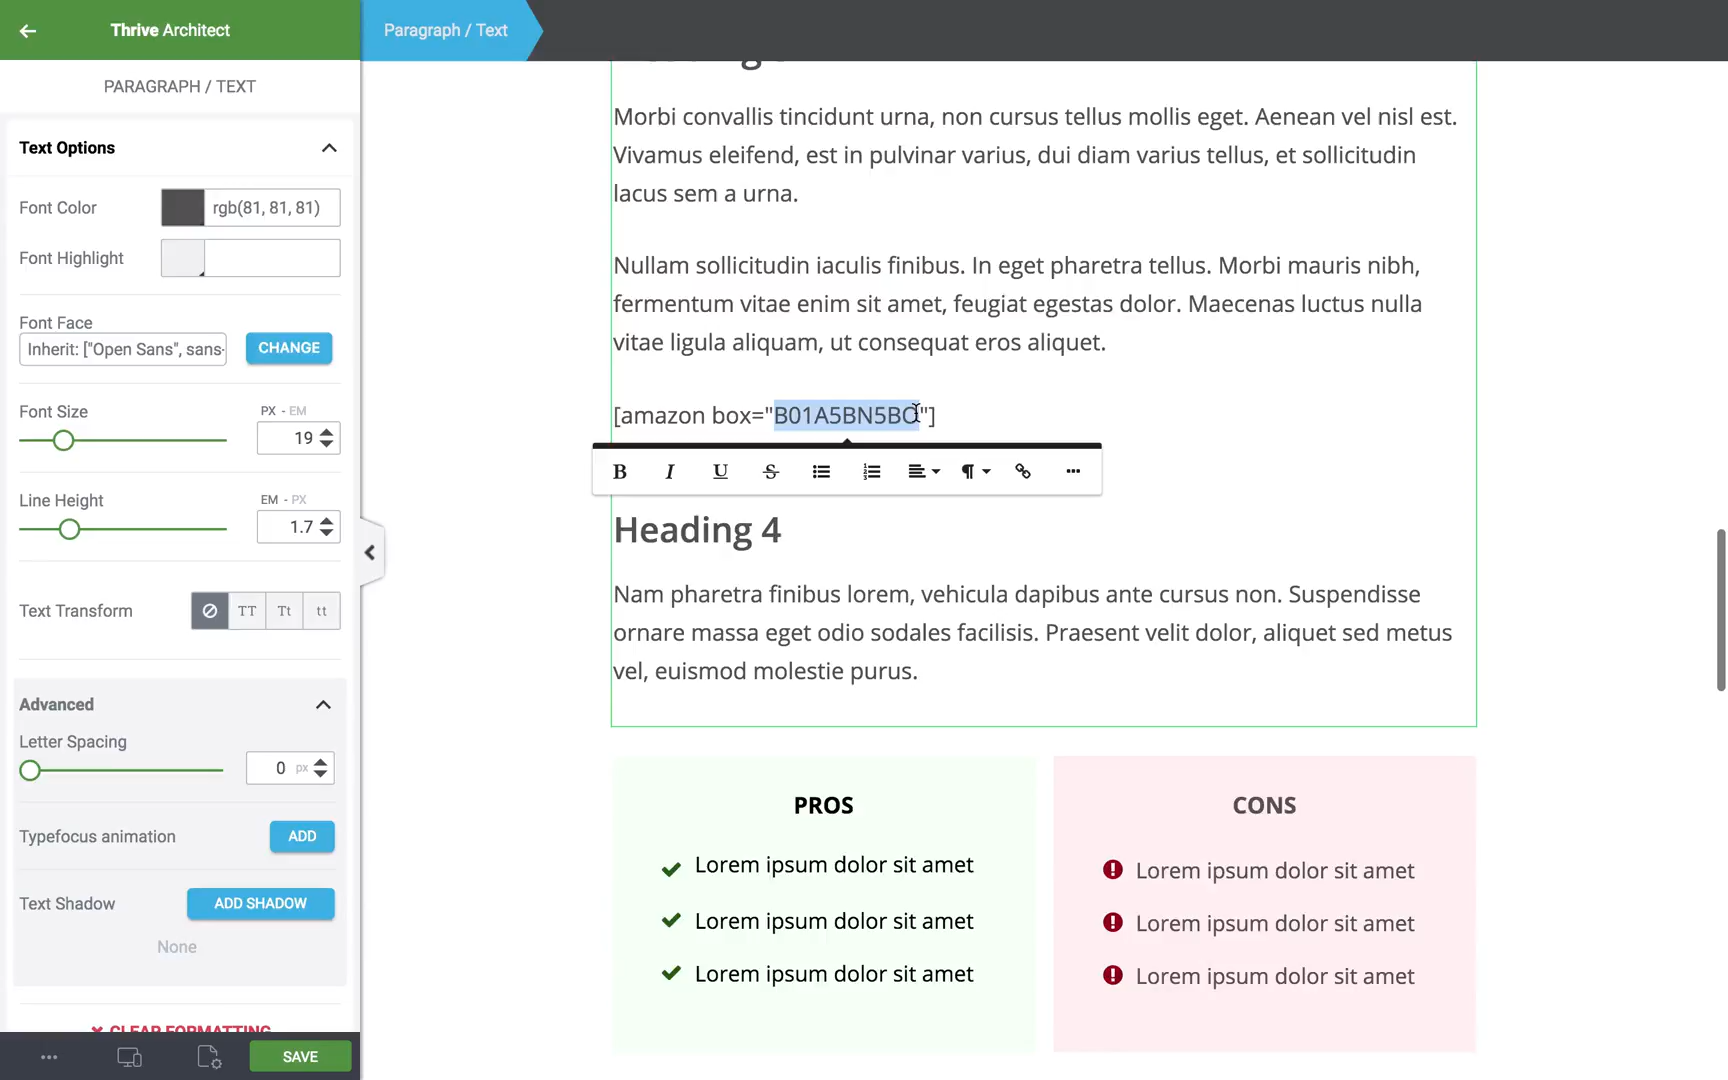 Thrive Architect
Paragraph / Text
PARAGRAPH / TEXT
Text Options
Font Color
rgb(81, 81, 81)
Font Highlight
Font Face
Inherit: ["Open Sans", sans-
CHANGE
Font Size
PX - EM
19
Line Height
EM - PX
1.7
Text Transform
TT
Tt
tt
Advanced
Letter Spacing
0 px
Typefocus animation
ADD
Text Shadow
ADD SHADOW
None
CLEAR FORMATTING
SAVE
Morbi convallis tincidunt urna, non cursus tellus mollis eget. Aenean vel nisl est.
Vivamus eleifend, est in pulvinar varius, dui diam varius tellus, et sollicitudin
lacus sem a urna.
Nullam sollicitudin iaculis finibus. In eget pharetra tellus. Morbi mauris nibh,
fermentum vitae enim sit amet, feugiat egestas dolor. Maecenas luctus nulla
vitae ligula aliquam, ut consequat eros aliquet.
[amazon box="B01A5BN5BO"]
B I U S
Heading 4
Nam pharetra finibus lorem, vehicula dapibus ante cursus non. Suspendisse
ornare massa eget odio sodales facilisis. Praesent velit dolor, aliquet sed metus
vel, euismod molestie purus.
PROS
Lorem ipsum dolor sit amet
Lorem ipsum dolor sit amet
Lorem ipsum dolor sit amet
CONS
Lorem ipsum dolor sit amet
Lorem ipsum dolor sit amet
Lorem ipsum dolor sit amet